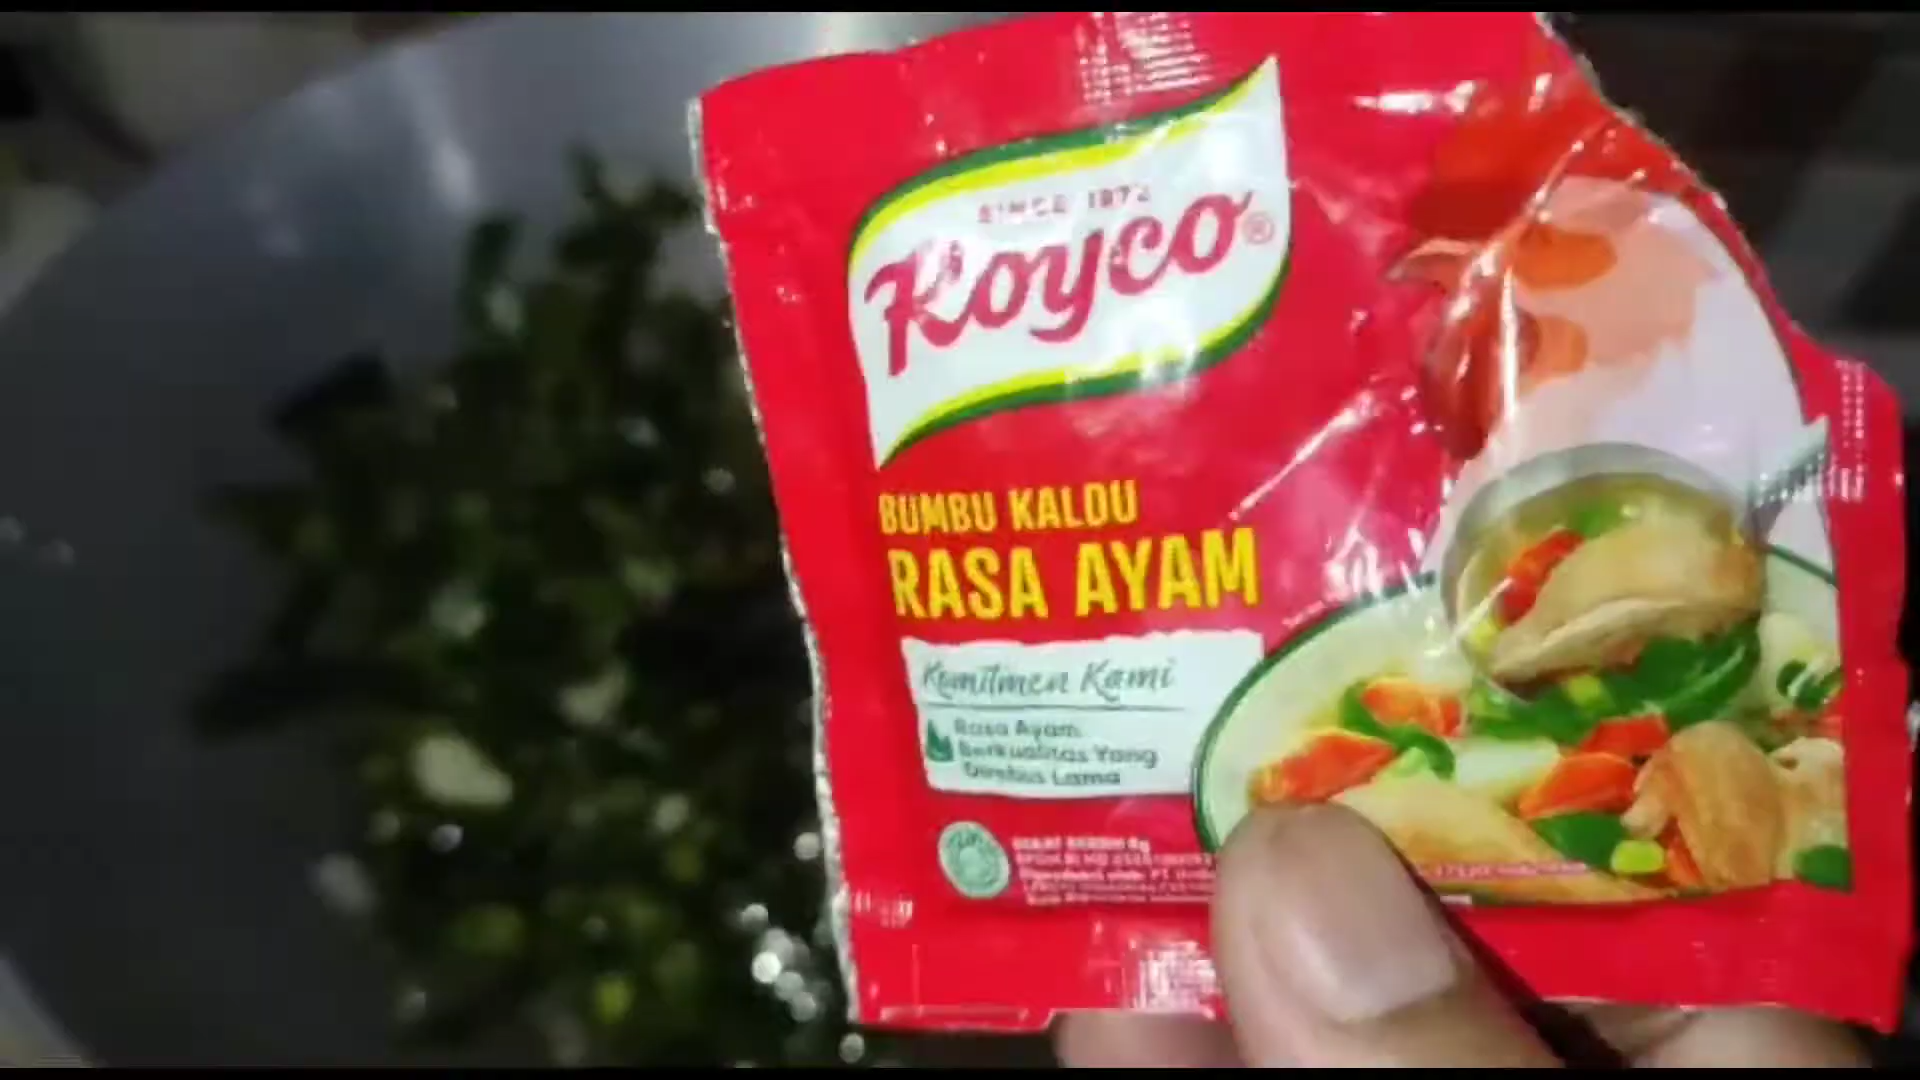 SINCE 1972
Royco®
BUMBU KALDU
RASA AYAM
Komitmen Kami
Rasa Ayam
Berkualitas Yang
Direbus Lama